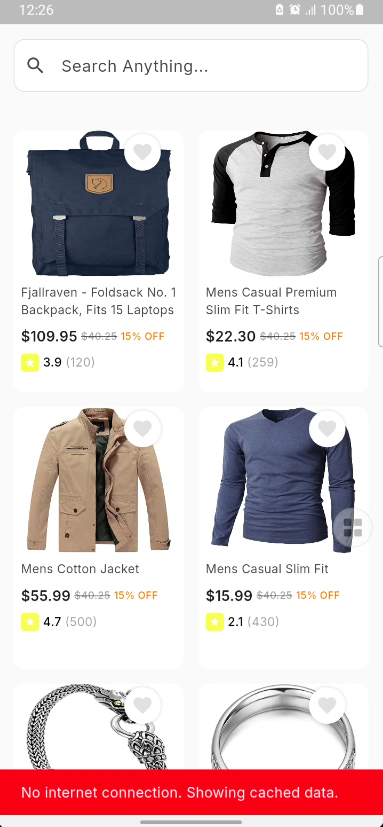 12:26
100%
Search Anything...
Fjallraven - Foldsack No. 1
Backpack, Fits 15 Laptops
$109.95 $40.25 15% OFF
3.9 (120)
Mens Casual Premium
Slim Fit T-Shirts
$22.30 $40.25 15% OFF
4.1 (259)
Mens Cotton Jacket
$55.99 $40.25 15% OFF
4.7 (500)
Mens Casual Slim Fit
$15.99 $40.25 15% OFF
2.1 (430)
No internet connection. Showing cached data.